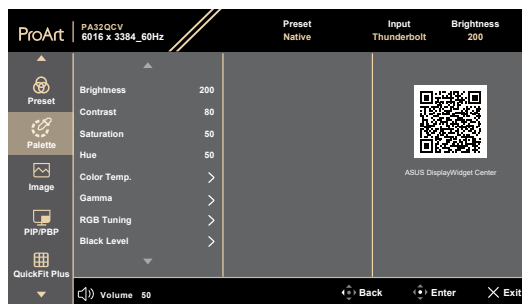 ProArt
PA32QCV
6016 x 3384_60Hz
Preset
Native
Input
Thunderbolt
Brightness
200
Preset
Palette
Image
PIP/PBP
QuickFit Plus
Brightness 200
Contrast 80
Saturation 50
Hue 50
Color Temp.
Gamma
RGB Tuning
Black Level
ASUS DisplayWidget Center
Volume 50
Back
Enter
Exit